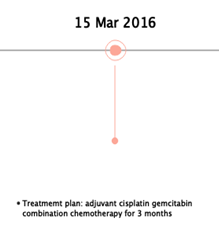 15 Mar 2016
• Treatmemt plan: adjuvant cisplatin gemcitabin
combination chemotherapy for 3 months